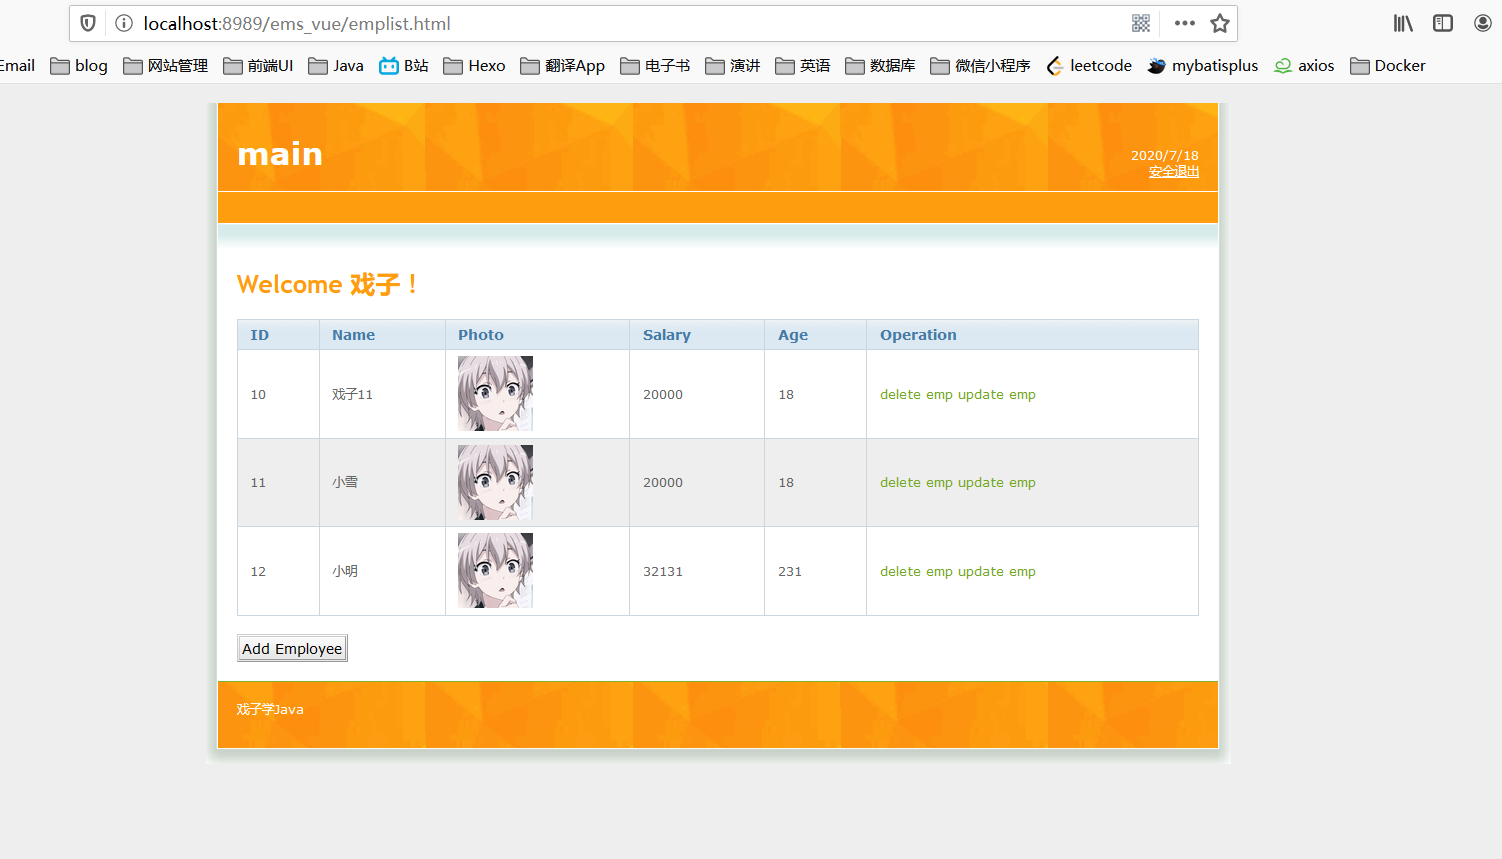 localhost:8989/ems_vue/emplist.html
Email blog 网站管理 前端UI Java B站 Hexo 翻译App 电子书 演讲 英语 数据库 微信小程序 leetcode mybatisplus axios Docker
main
2020/7/18
安全退出
Welcome 戏子！
ID Name Photo Salary Age Operation
10 戏子11 20000 18 delete emp update emp
11 小雪 20000 18 delete emp update emp
12 小明 32131 231 delete emp update emp
Add Employee
戏子学Java